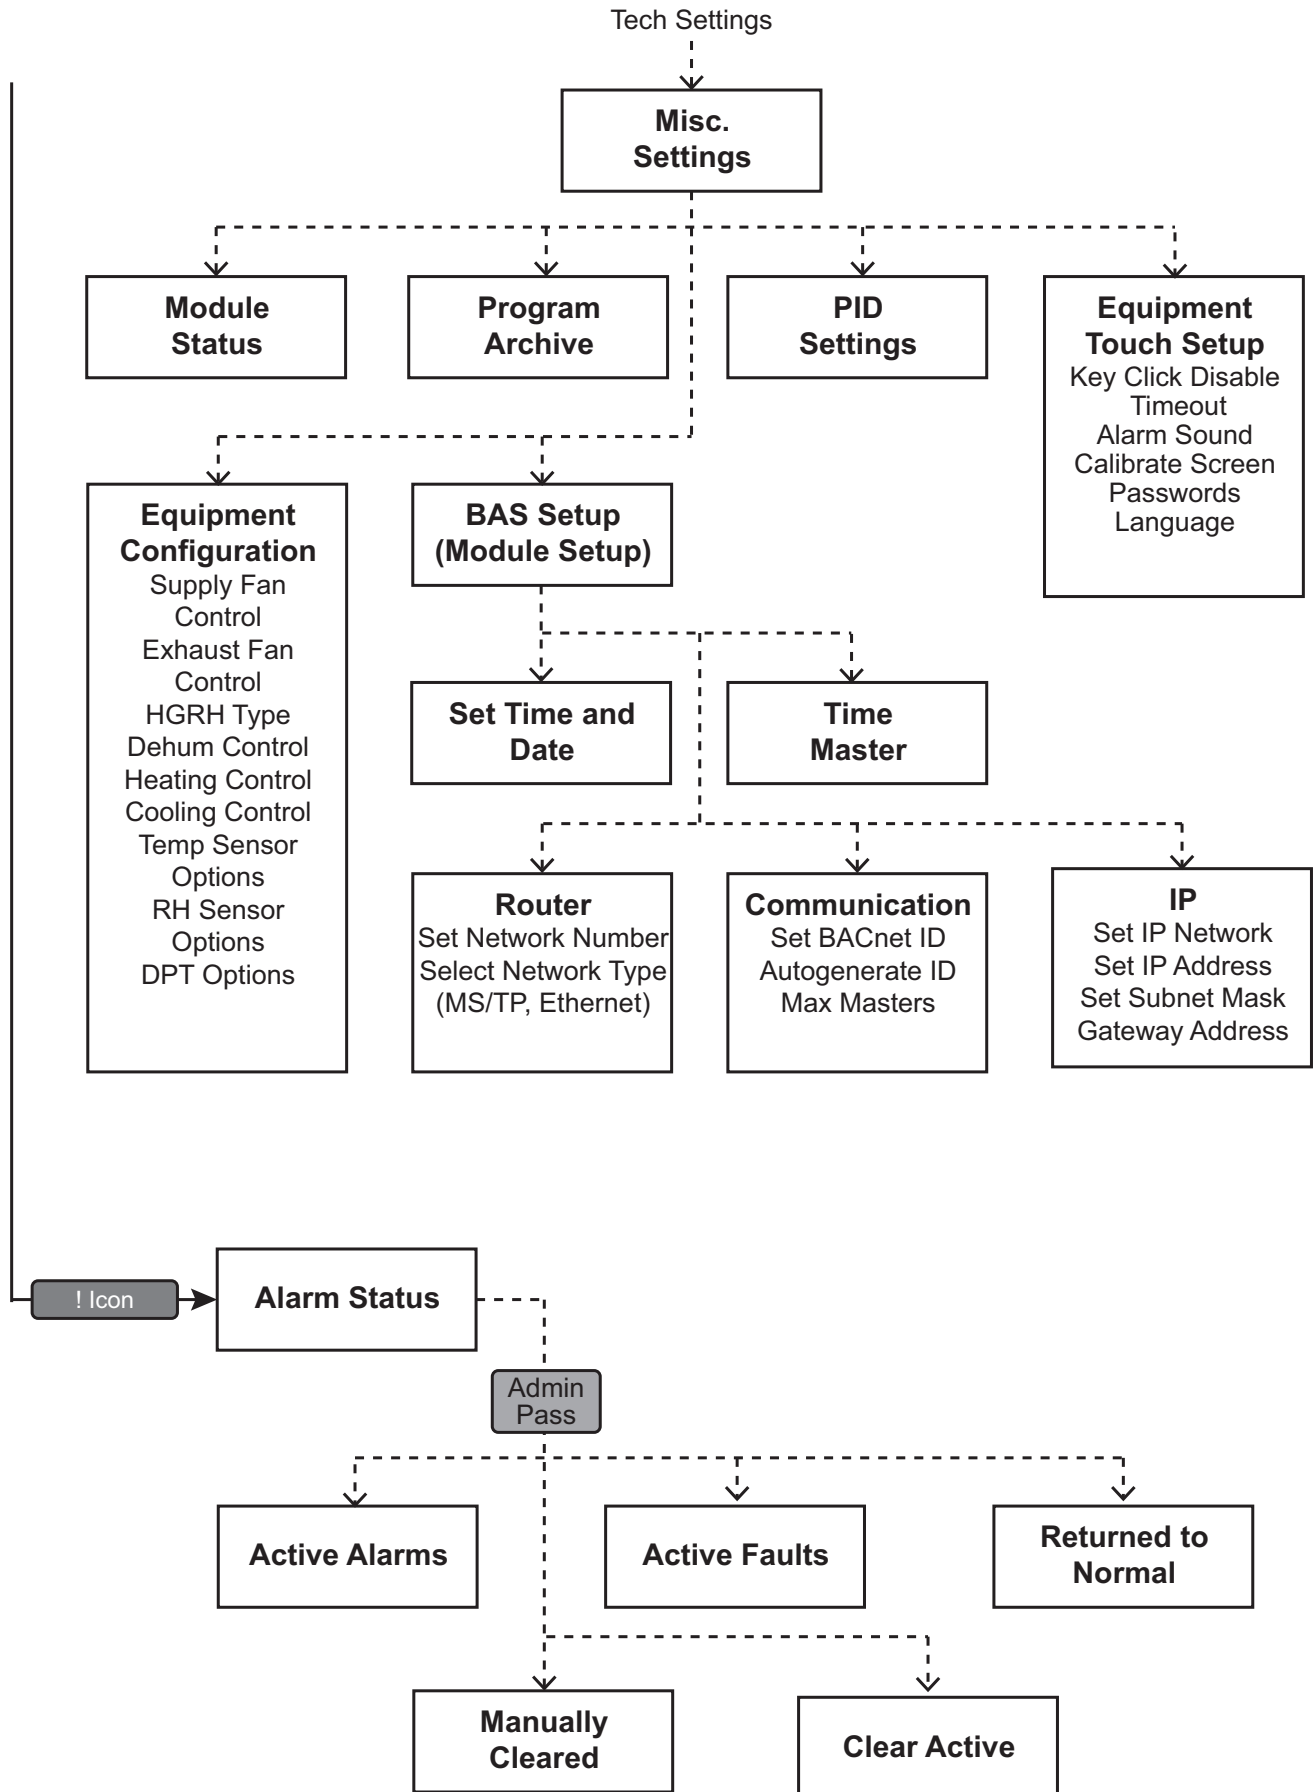 Tech Settings
Misc.
Settings
Module
Status
Program
Archive
PID
Settings
Equipment
Touch Setup
Key Click Disable
Timeout
Alarm Sound
Calibrate Screen
Passwords
Language
Equipment
Configuration
Supply Fan
Control
Exhaust Fan
Control
HGRH Type
Dehum Control
Heating Control
Cooling Control
Temp Sensor
Options
RH Sensor
Options
DPT Options
BAS Setup
(Module Setup)
Set Time and
Date
Time
Master
Router
Set Network Number
Select Network Type
(MS/TP, Ethernet)
Communication
Set BACnet ID
Autogenerate ID
Max Masters
IP
Set IP Network
Set IP Address
Set Subnet Mask
Gateway Address
! Icon
Alarm Status
Admin
Pass
Active Alarms
Active Faults
Returned to
Normal
Manually
Cleared
Clear Active